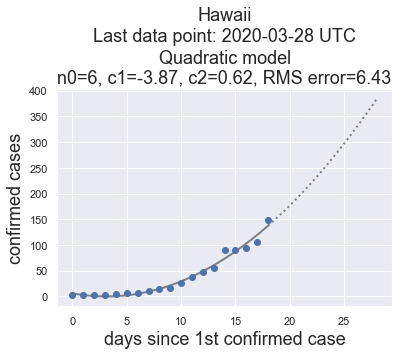 Hawaii
Last data point: 2020-03-28 UTC
Quadratic model
n0=6, c1=-3.87, c2=0.62, RMS error=6.43
400
350
300
250
200
150
100
50
0
confirmed cases
0 5 10 15 20 25
days since 1st confirmed case